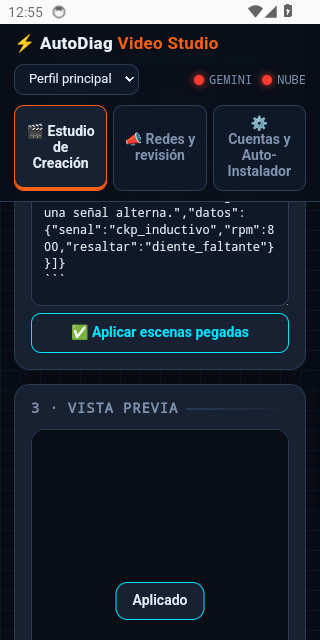 12:55
⚡ AutoDiag Video Studio
Perfil principal
GEMINI
NUBE
🎬 Estudio
de
Creación
📣 Redes y
revisión
⚙️
Cuentas y
Auto-
Instalador
una señal alterna.","datos":
{"senal":"ckp_inductivo","rpm":8
00,"resaltar":"diente_faltante"}
}]}
```
✅ Aplicar escenas pegadas
3 · VISTA PREVIA
Aplicado